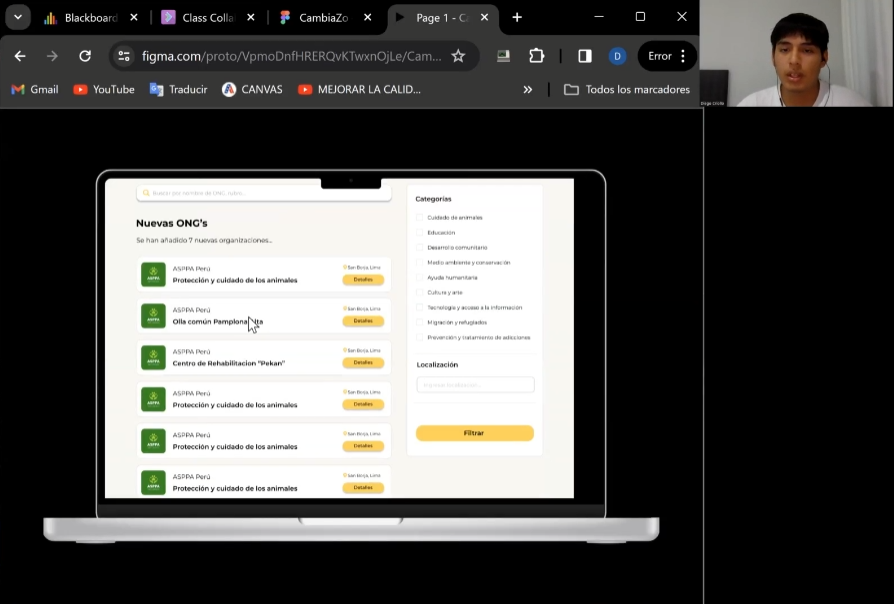 Blackboard
Class Colla
CambiaZo
Page 1 - C
figma.com/proto/VpmoDnfHRERQvKTwxnOjLe/Cam...
D
Error
Gmail
YouTube
Traducir
CANVAS
MEJORAR LA CALID...
»
Todos los marcadores
Buscar por nombre de ONG, rubro...
Nuevas ONG's
Se han añadido 7 nuevas organizaciones...
ASPPA Perú
San Borja, Lima
Protección y cuidado de los animales
Detalles
ASPPA Perú
San Borja, Lima
Olla común Pamplona
Detalles
ASPPA Perú
San Borja, Lima
Centro de Rehabilitacion "Pekan"
Detalles
ASPPA Perú
San Borja, Lima
Protección y cuidado de los animales
Detalles
ASPPA Perú
San Borja, Lima
Protección y cuidado de los animales
Detalles
ASPPA Perú
San Borja, Lima
Protección y cuidado de los animales
Detalles
Categorías
Cuidado de animales
Educación
Desarrollo comunitario
Medio ambiente y conservación
Ayuda humanitaria
Cultura y arte
Tecnología y acceso a la información
Migración y refugiados
Prevención y tratamiento de adicciones
Localización
Filtrar